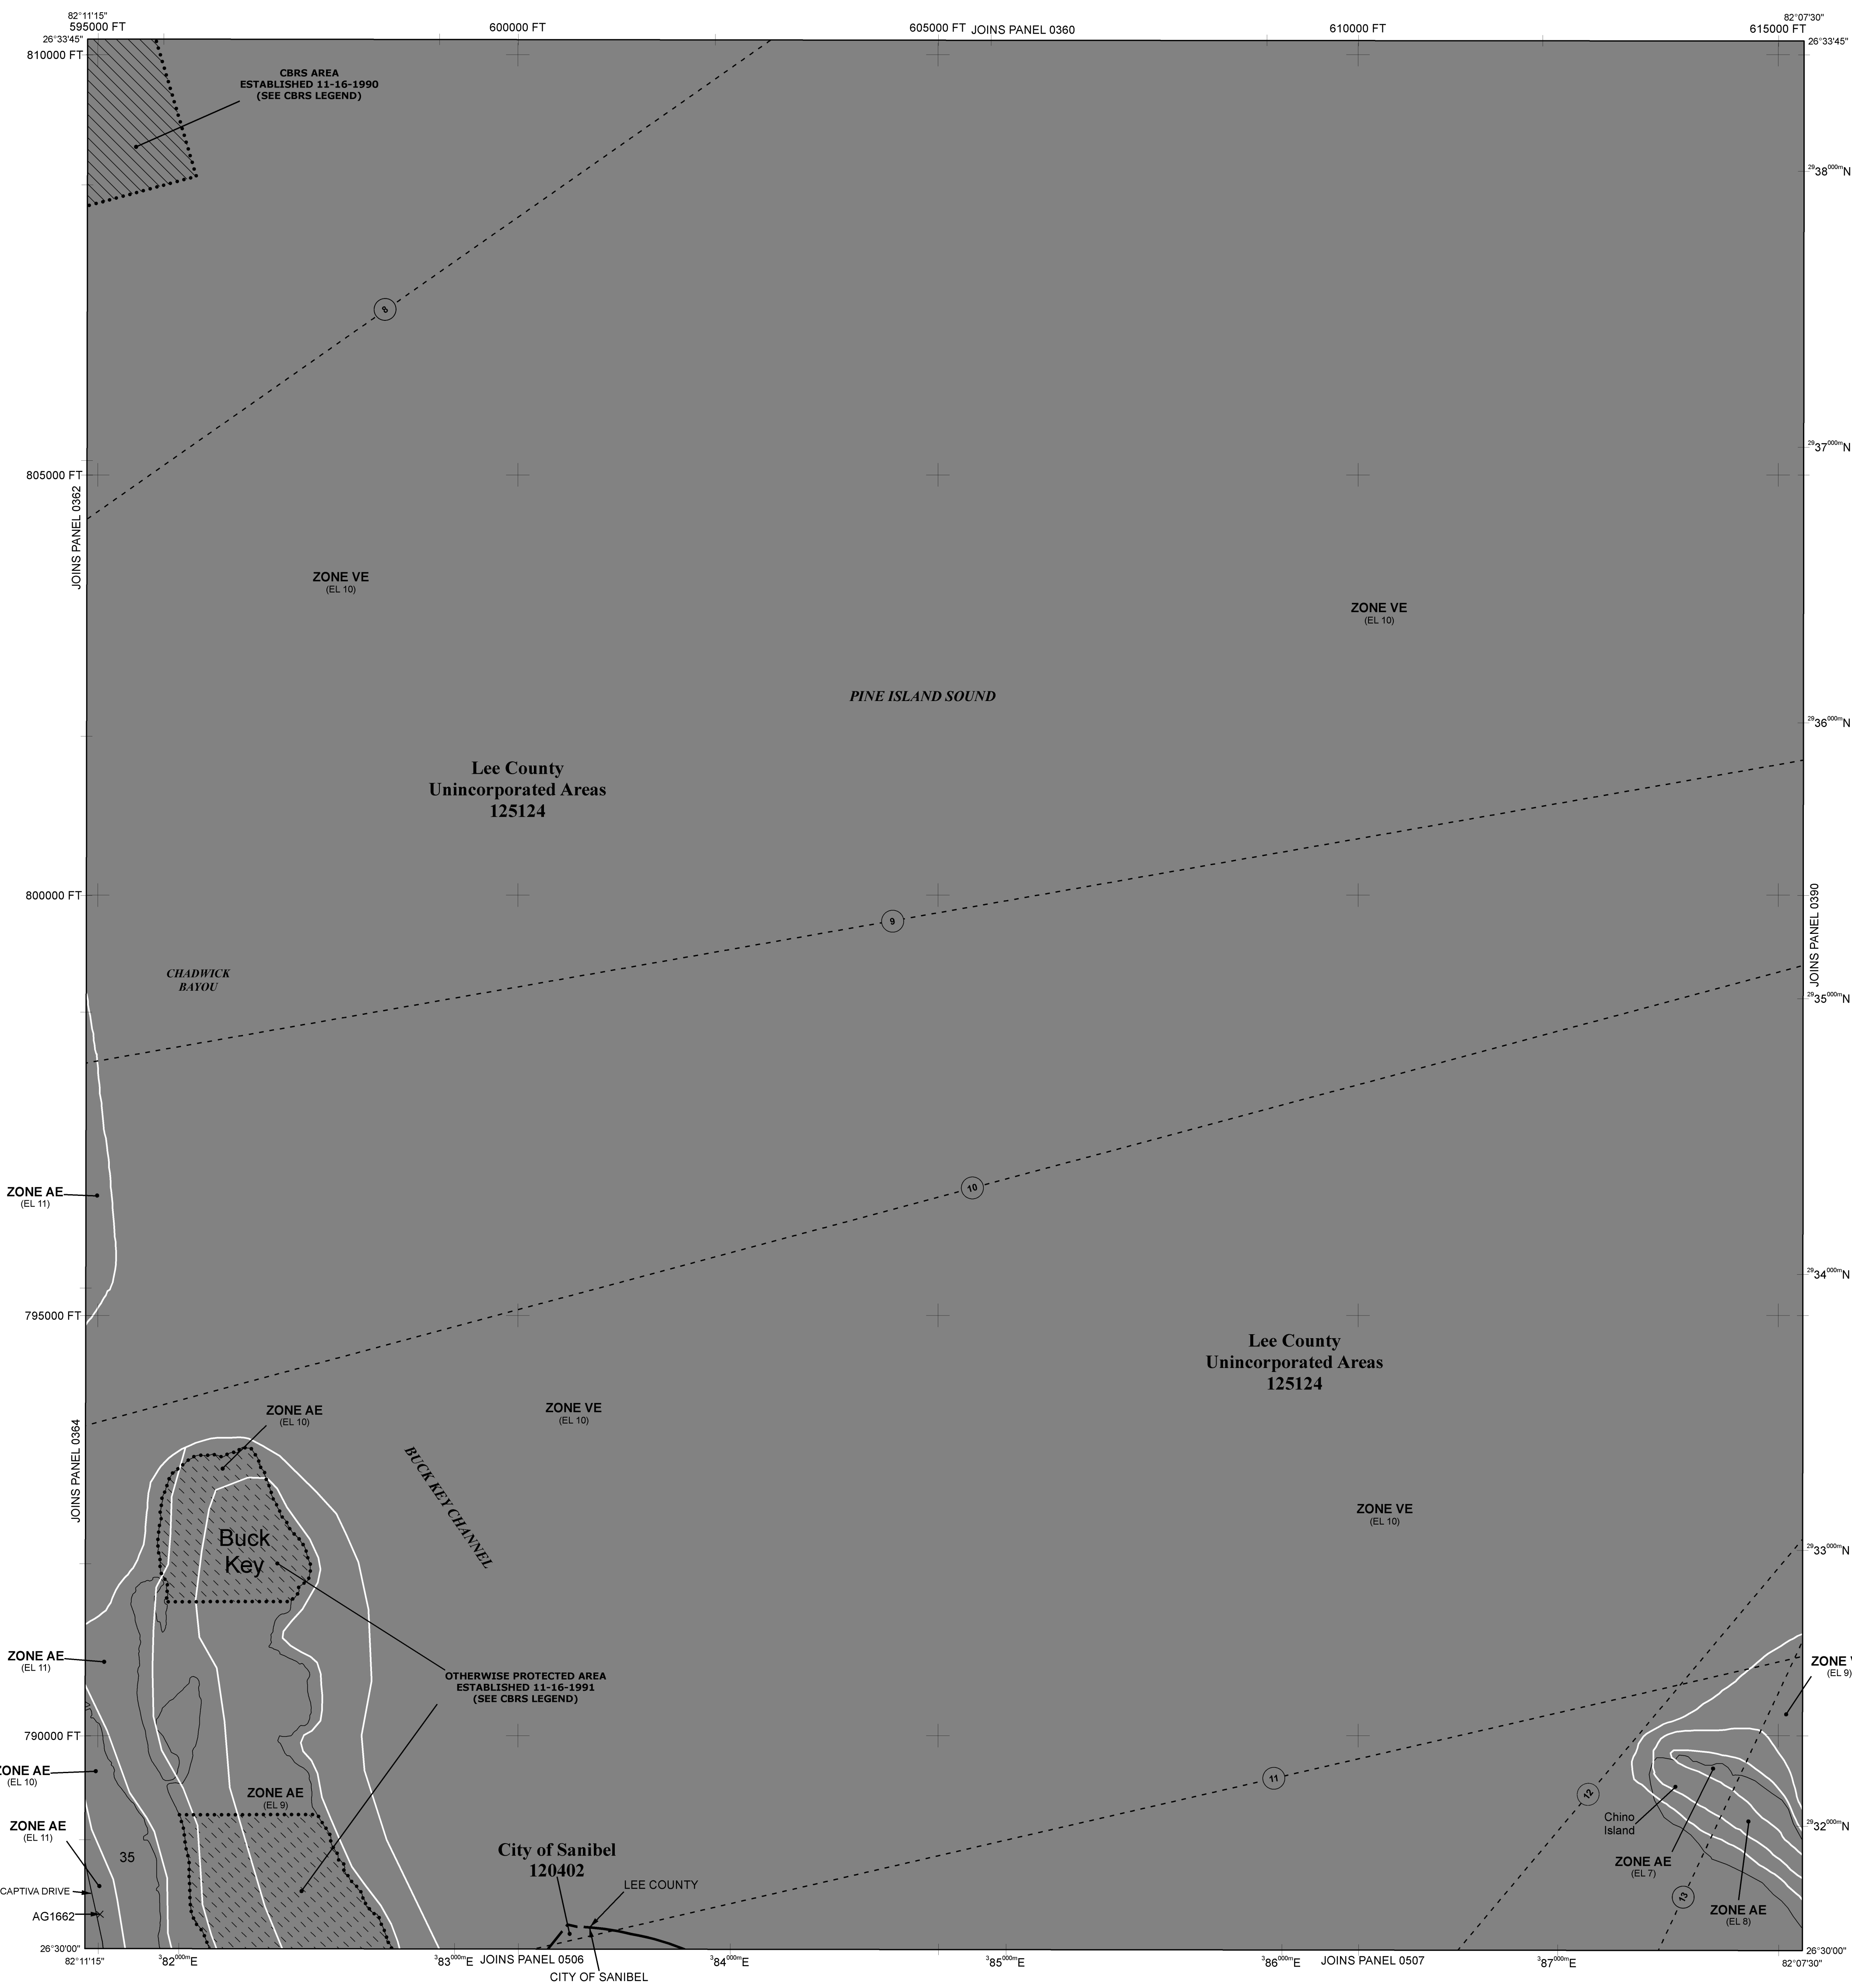 82°11'15"
595000 FT
600000 FT
605000 FT
JOINS PANEL 0360
610000 FT
82°07'30"
615000 FT
26°33'45"
26°33'45"
810000 FT
CBRS AREA
ESTABLISHED 11-16-1990
(SEE CBRS LEGEND)
2938000mN
8
2937000mN
805000 FT
JOINS PANEL 0362
ZONE VE
(EL 10)
ZONE VE
(EL 10)
PINE ISLAND SOUND
2936000mN
Lee County
Unincorporated Areas
125124
800000 FT
JOINS PANEL 0390
9
CHADWICK
BAYOU
2935000mN
10
ZONE AE
(EL 11)
2934000mN
795000 FT
Lee County
Unincorporated Areas
125124
JOINS PANEL 0364
ZONE AE
(EL 10)
ZONE VE
(EL 10)
BUCK KEY CHANNEL
ZONE VE
(EL 10)
Buck
Key
2933000mN
ZONE AE
(EL 11)
OTHERWISE PROTECTED AREA
ESTABLISHED 11-16-1991
(SEE CBRS LEGEND)
ZONE
(EL 9)
790000 FT
ZONE AE
(EL 10)
11
12
ZONE AE
(EL 9)
Chino
Island
ZONE AE
(EL 11)
2932000mN
35
City of Sanibel
120402
ZONE AE
(EL 7)
CAPTIVA DRIVE
LEE COUNTY
13
AG1662
ZONE AE
(EL 8)
26°30'00"
26°30'00"
82°11'15"
382000mE
383000mE
JOINS PANEL 0506
384000mE
385000mE
386000mE
JOINS PANEL 0507
387000mE
82°07'30"
CITY OF SANIBEL